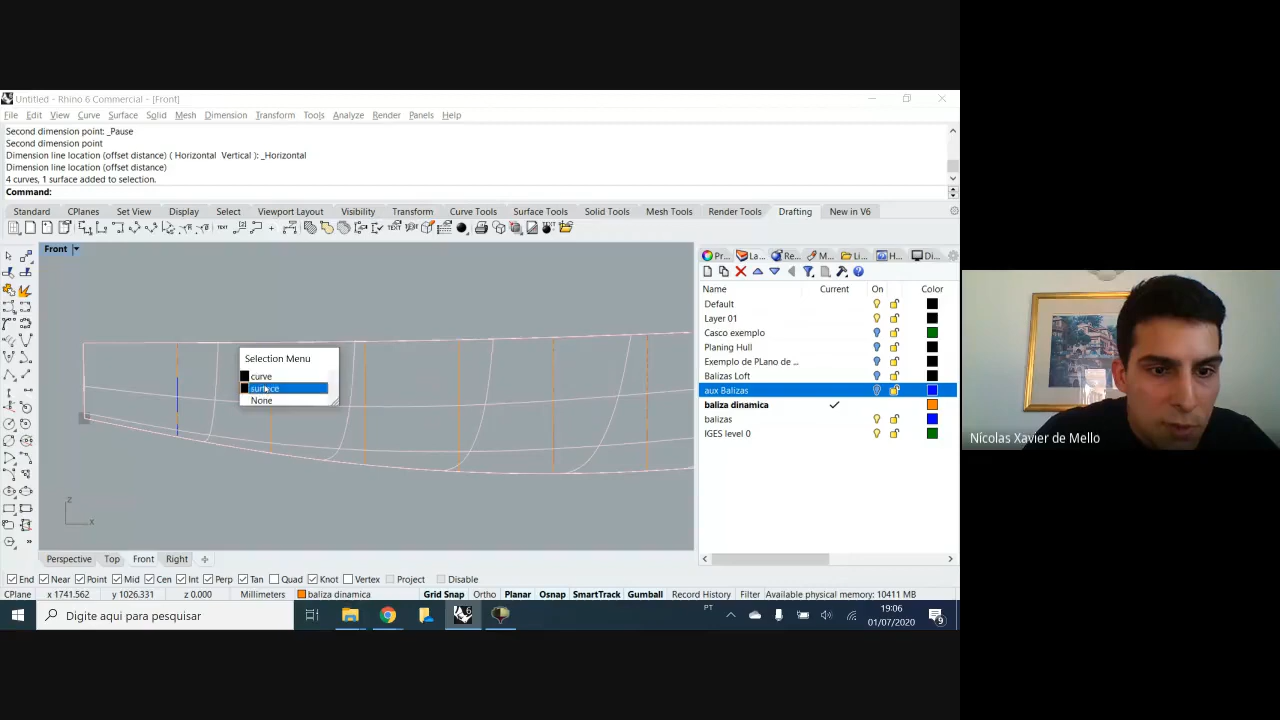 Untitled - Rhino 6 Commercial - [Front]
File Edit View Curve Surface Solid Mesh Dimension Transform Tools Analyze Render Panels Help
Second dimension point: _Pause
Second dimension point
Dimension line location (offset distance) ( Horizontal Vertical ): _Horizontal
Dimension line location (offset distance)
4 curves, 1 surface added to selection.
Command:
Standard CPlanes Set View Display Select Viewport Layout Visibility Transform Curve Tools Surface Tools Solid Tools Mesh Tools Render Tools Drafting New in V6
Front
Pr... La... Re... M... Li... H... Di...
Name Current On Color
Default
Layer 01
Casco exemplo
Planing Hull
Exemplo de PLano de ...
Balizas Loft
aux Balizas
baliza dinamica
balizas
IGES level 0
Selection Menu
curve
surface
None
z
x
Nícolas Xavier de Mello
Perspective Top Front Right
End Near Point Mid Cen Int Perp Tan Quad Knot Vertex Project Disable
CPlane x 1741.562 y 1026.331 z 0.000 Millimeters baliza dinamica Grid Snap Ortho Planar Osnap SmartTrack Gumball Record History Filter Available physical memory: 10411 MB
Digite aqui para pesquisar
PT
19:06
01/07/2020
9